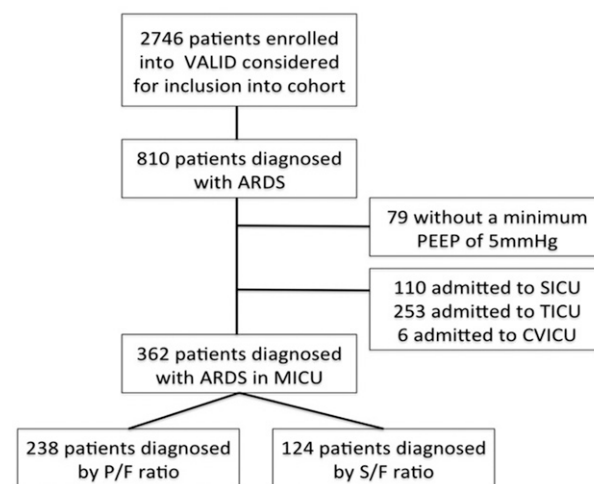 2746 patients enrolled
into VALID considered
for inclusion into cohort
810 patients diagnosed
with ARDS
79 without a minimum
PEEP of 5mmHg
110 admitted to SICU
253 admitted to TICU
6 admitted to CVICU
362 patients diagnosed
with ARDS in MICU
238 patients diagnosed
by P/F ratio
124 patients diagnosed
by S/F ratio